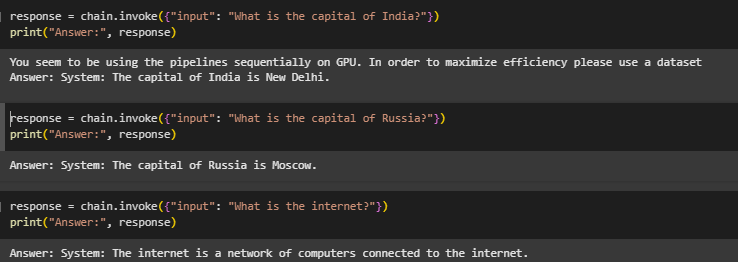 response = chain.invoke({"input": "What is the capital of India?"})
print("Answer:", response)
You seem to be using the pipelines sequentially on GPU. In order to maximize efficiency please use a dataset
Answer: System: The capital of India is New Delhi.
response = chain.invoke({"input": "What is the capital of Russia?"})
print("Answer:", response)
Answer: System: The capital of Russia is Moscow.
response = chain.invoke({"input": "What is the internet?"})
print("Answer:", response)
Answer: System: The internet is a network of computers connected to the internet.